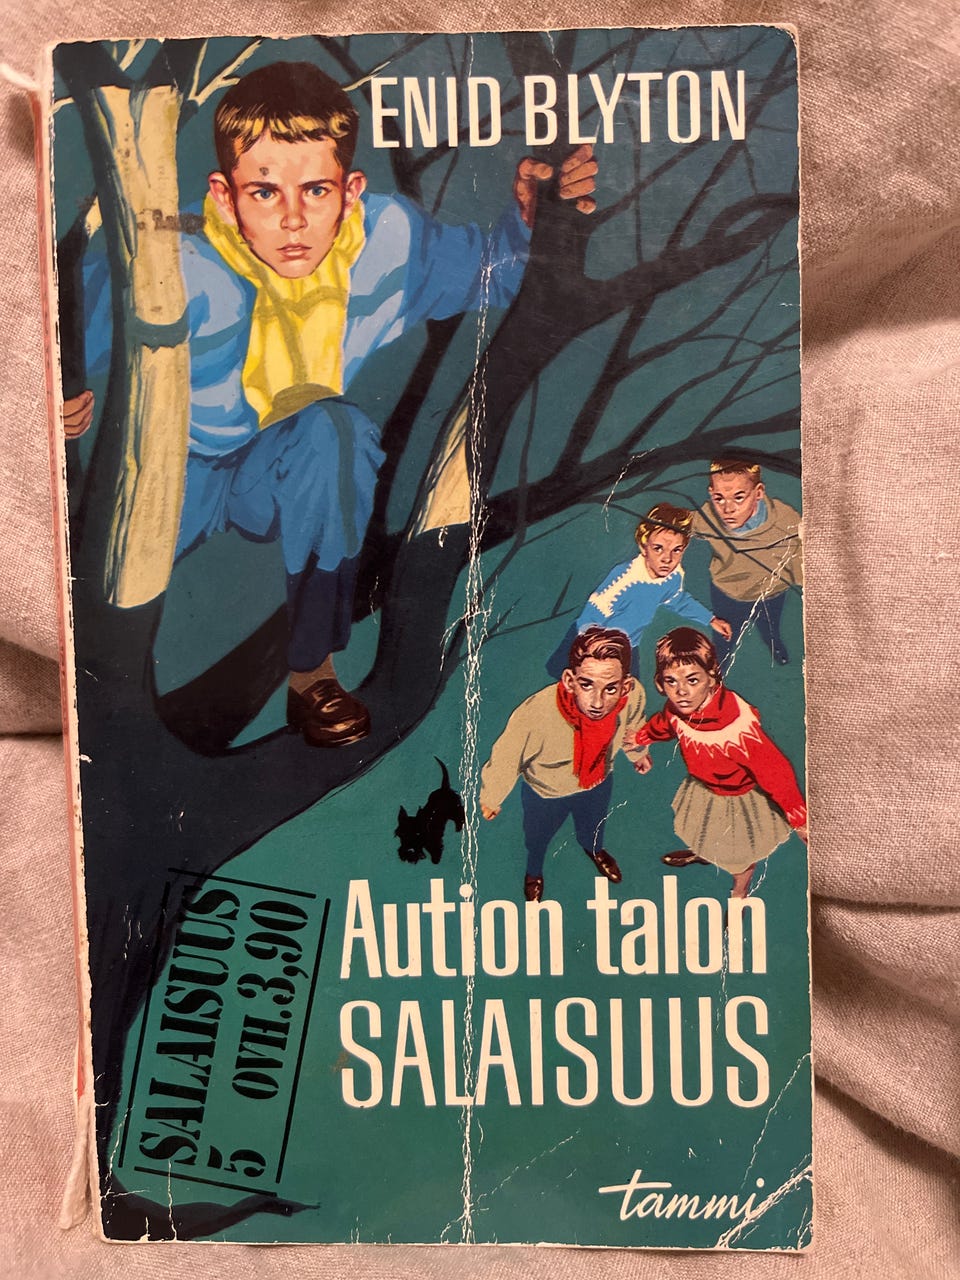 ENID BLYTON
Aution talon
SALAISUUS
SALAISUUS
5 OVH.3,90
tammi